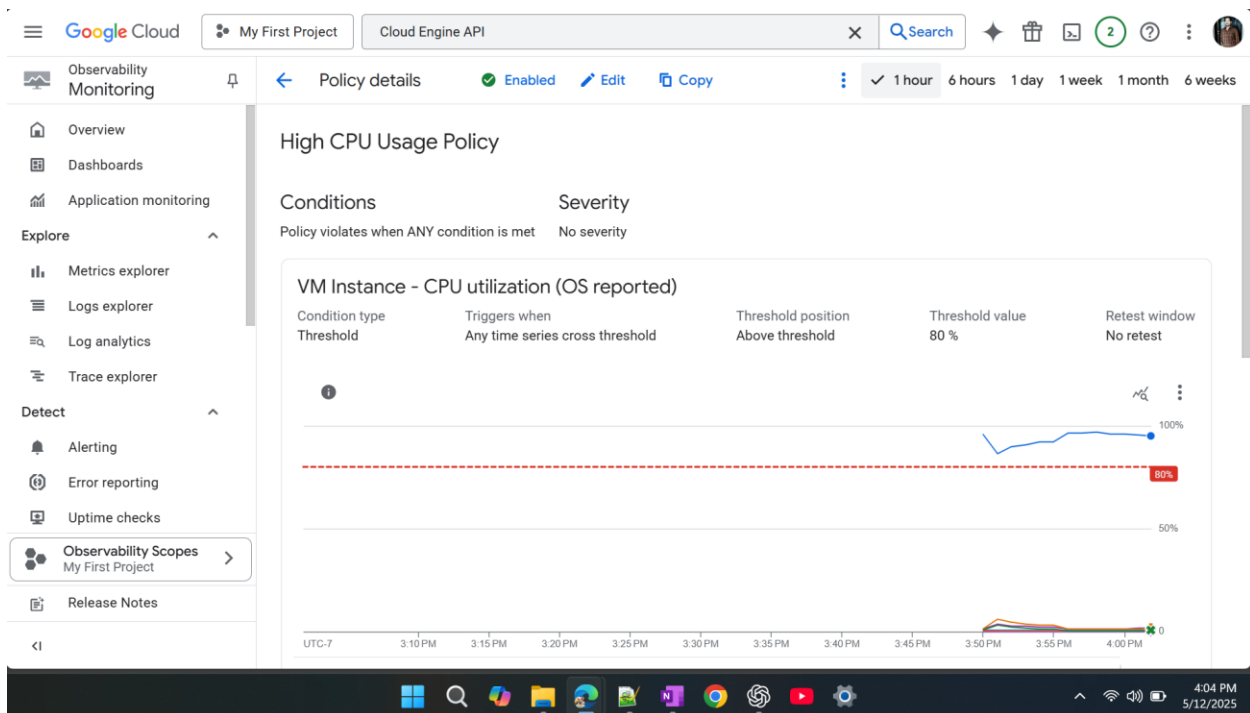 Google Cloud
My First Project
Cloud Engine API
Search
2
Observability
Monitoring
Policy details
Enabled
Edit
Copy
1 hour
6 hours
1 day
1 week
1 month
6 weeks
Overview
Dashboards
Application monitoring
Explore
Metrics explorer
Logs explorer
Log analytics
Trace explorer
Detect
Alerting
Error reporting
Uptime checks
Observability Scopes
My First Project
Release Notes
High CPU Usage Policy
Conditions
Policy violates when ANY condition is met
Severity
No severity
VM Instance - CPU utilization (OS reported)
Condition type
Threshold
Triggers when
Any time series cross threshold
Threshold position
Above threshold
Threshold value
80 %
Retest window
No retest
100%
80%
50%
0
UTC-7
3:10 PM
3:15 PM
3:20 PM
3:25 PM
3:30 PM
3:35 PM
3:40 PM
3:45 PM
3:50 PM
3:55 PM
4:00 PM
4:04 PM
5/12/2025